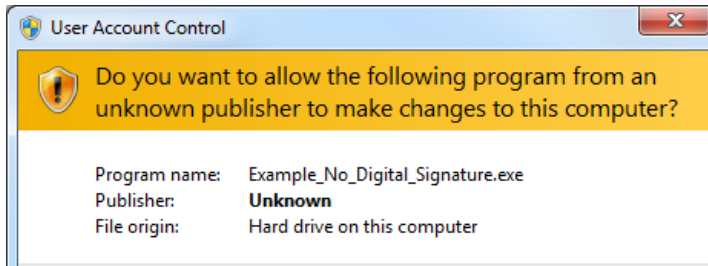 User Account Control
Do you want to allow the following program from an
unknown publisher to make changes to this computer?
Program name: Example_No_Digital_Signature.exe
Publisher: Unknown
File origin: Hard drive on this computer